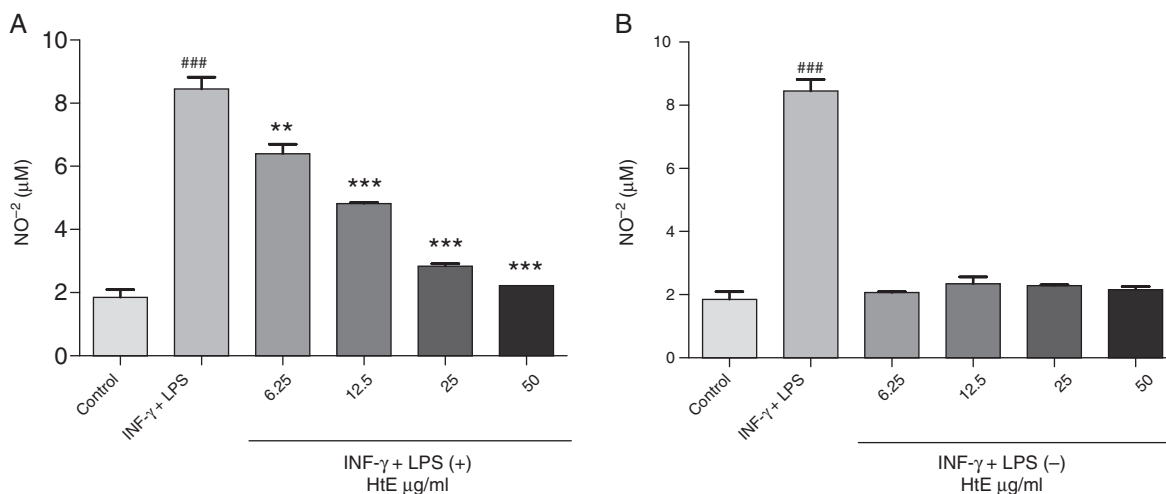 A
10
8
6
4
2
0
NO⁻² (μM)
###
**
***
***
***
Control
INF-γ + LPS
6.25
12.5
25
50
INF-γ + LPS (+)
HtE μg/ml
B
10
8
6
4
2
0
NO⁻² (μM)
###
Control
INF-γ + LPS
6.25
12.5
25
50
INF-γ + LPS (–)
HtE μg/ml